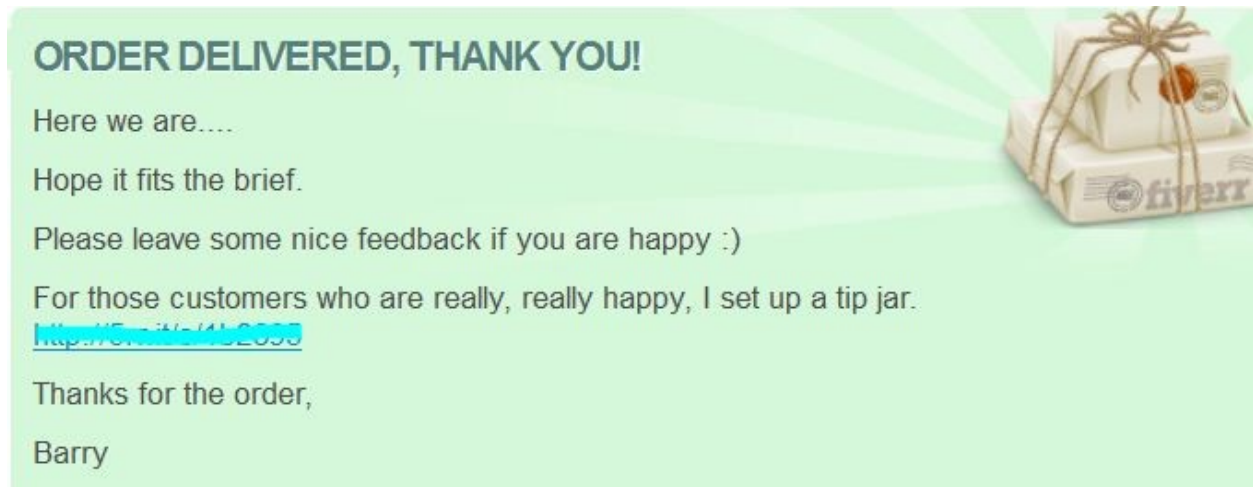 ORDER DELIVERED, THANK YOU!
Here we are....
Hope it fits the brief.
Please leave some nice feedback if you are happy :)
For those customers who are really, really happy, I set up a tip jar.
Thanks for the order,
Barry
fiverr